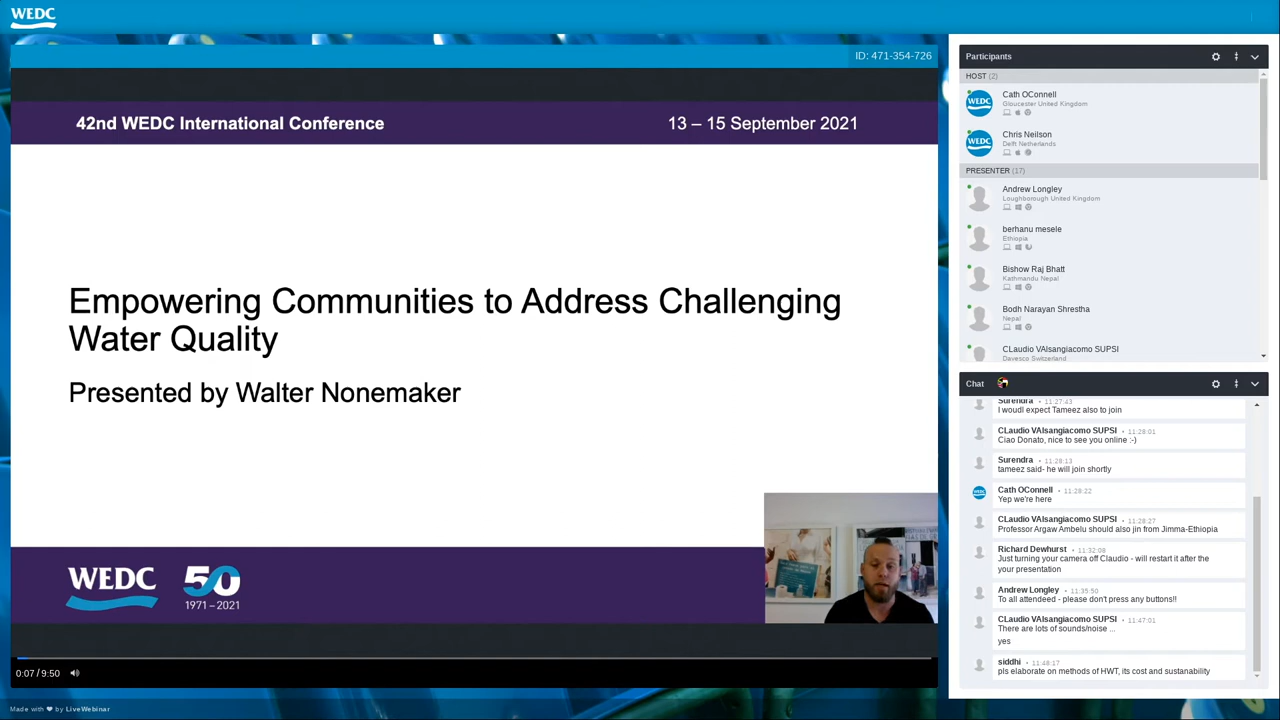 WEDC
ID: 471-354-726
42nd WEDC International Conference
13 – 15 September 2021
Empowering Communities to Address Challenging
Water Quality
Presented by Walter Nonemaker
WEDC
50
1971 – 2021
0:07 / 9:50
Made with ❤ by LiveWebinar
Participants
HOST (2)
WEDC
Cath OConnell
Gloucester United Kingdom
WEDC
Chris Neilson
Delft Netherlands
PRESENTER (17)
Andrew Longley
Loughborough United Kingdom
berhanu mesele
Ethiopia
Bishow Raj Bhatt
Kathmandu Nepal
Bodh Narayan Shrestha
Nepal
CLaudio VAlsangiacomo SUPSI
Davesco Switzerland
Chat
Surendra • 11:27:43
I woudl expect Tameez also to join
CLaudio VAlsangiacomo SUPSI • 11:28:01
Ciao Donato, nice to see you online :-)
Surendra • 11:28:13
tameez said- he will join shortly
WEDC
Cath OConnell • 11:28:22
Yep we're here
CLaudio VAlsangiacomo SUPSI • 11:28:27
Professor Argaw Ambelu should also jin from Jimma-Ethiopia
Richard Dewhurst • 11:32:08
Just turning your camera off Claudio - will restart it after the
your presentation
Andrew Longley • 11:35:50
To all attendeed - please don't press any buttons!!
CLaudio VAlsangiacomo SUPSI • 11:47:01
There are lots of sounds/noise ...
yes
siddhi • 11:48:17
pls elaborate on methods of HWT, its cost and sustanability